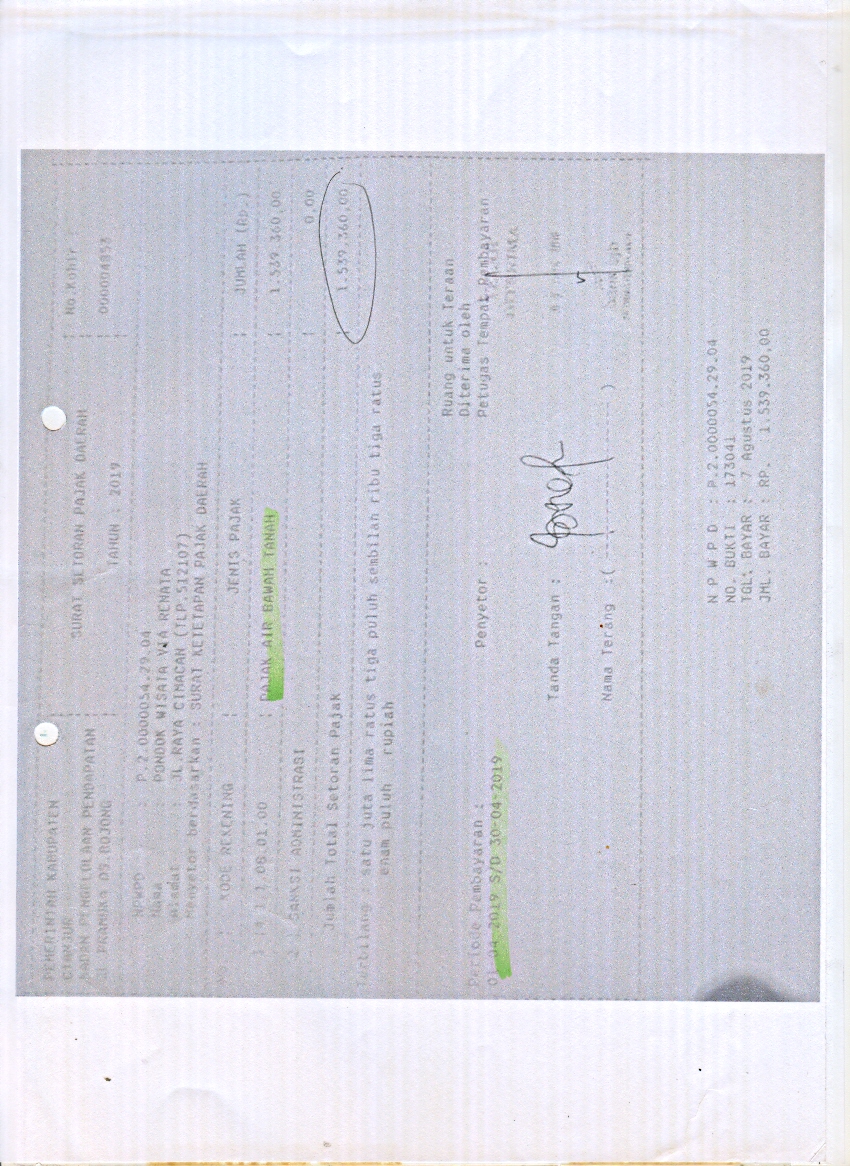 PEMERINTAH KABUPATEN
CIANJUR
BADAN PENGELOLAAN PENDAPATAN
JL PRAMUKA DS.BOJONG
SURAT SETORAN PAJAK DAERAH
TAHUN : 2019
No.Kohir
000004853
NPWPD : P.2.0000054.29.04
Nama : PONDOK WISATA VIA RENATA
Alamat : JL.RAYA CIMACAN (TLP:512107)
Menyetor berdasarkan : SURAT KETETAPAN PAJAK DAERAH
NO KODE REKENING JENIS PAJAK JUMLAH (Rp.)
1 4.1.1.08.01.00 PAJAK AIR BAWAH TANAH 1.539.360,00
2 SANKSI ADMINISTRASI 0.00
Jumlah Total Setoran Pajak 1.539.360,00
Terbilang : satu juta lima ratus tiga puluh sembilan ribu tiga ratus
enam puluh rupiah
Periode Pembayaran :
01-04-2019 S/D 30-04-2019
Penyetor :
Tanda Tangan :
Nama Terang :( )
Ruang untuk Teraan
Diterima oleh
Petugas Tempat Pembayaran
N P W P D : P.2.0000054.29.04
NO. BUKTI : 173041
TGL. BAYAR : 7 Agustus 2019
JML. BAYAR : RP. 1.539.360,00